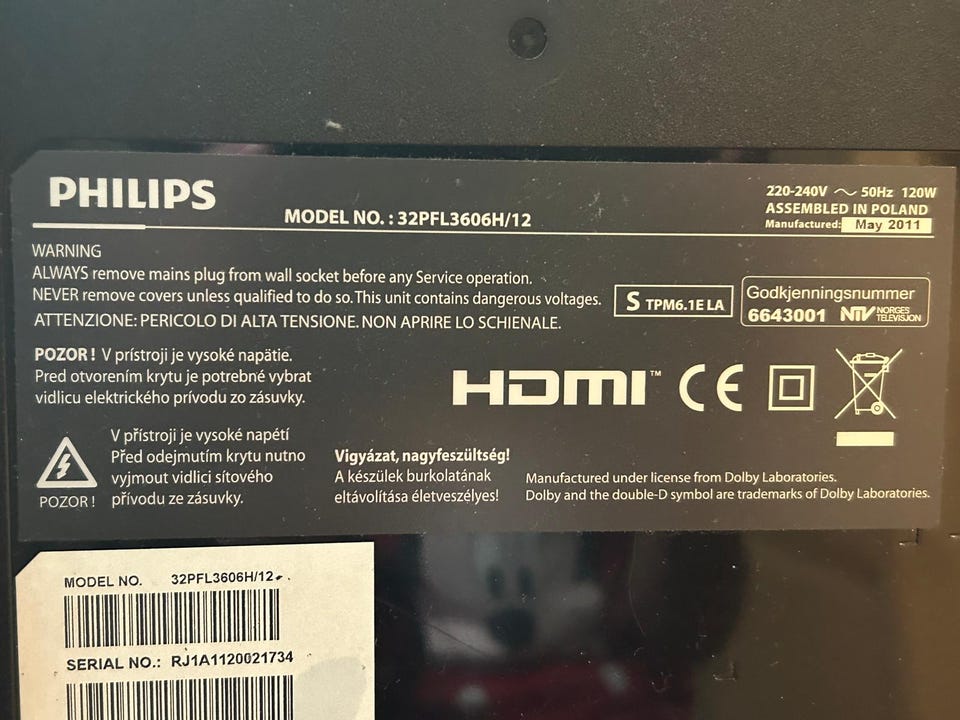 PHILIPS
MODEL NO. : 32PFL3606H/12
220-240V ~ 50Hz 120W
ASSEMBLED IN POLAND
Manufactured: May 2011
WARNING
ALWAYS remove mains plug from wall socket before any Service operation.
NEVER remove covers unless qualified to do so. This unit contains dangerous voltages.
ATTENZIONE: PERICOLO DI ALTA TENSIONE. NON APRIRE LO SCHIENALE.
S TPM6.1E LA
Godkjenningsnummer
6643001 NTV NORGES
TELEVISJON
POZOR ! V prístroji je vysoké napätie.
Pred otvorením krytu je potrebné vybrat
vidlicu elektrického prívodu zo zásuvky.
HDMI™ CE
V přístroji je vysoké napětí
Před odejmutím krytu nutno
vyjmout vidlici sítového
přívodu ze zásuvky.
POZOR !
Vigyázat, nagyfeszültség!
A készülek burkolatának
eltávolítása életveszélyes!
Manufactured under license from Dolby Laboratories.
Dolby and the double-D symbol are trademarks of Dolby Laboratories.
MODEL NO. 32PFL3606H/12
SERIAL NO.: RJ1A1120021734